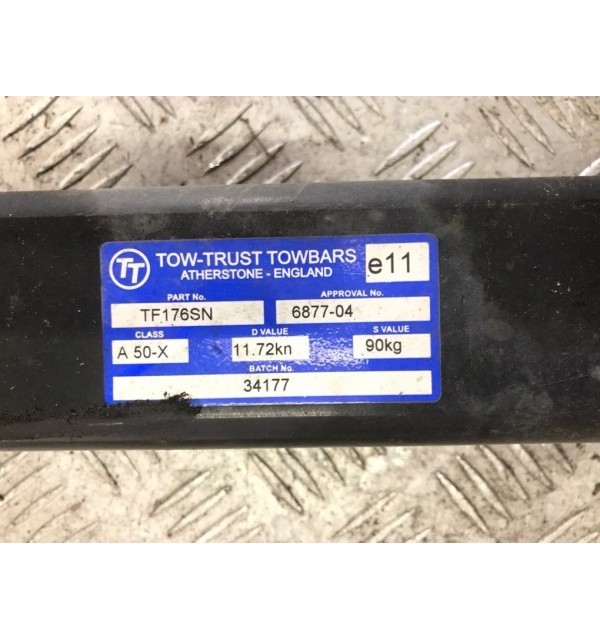 TT TOW-TRUST TOWBARS e11
ATHERSTONE - ENGLAND
PART No. APPROVAL No.
TF176SN 6877-04
CLASS D VALUE S VALUE
A 50-X 11.72kn 90kg
BATCH No.
34177